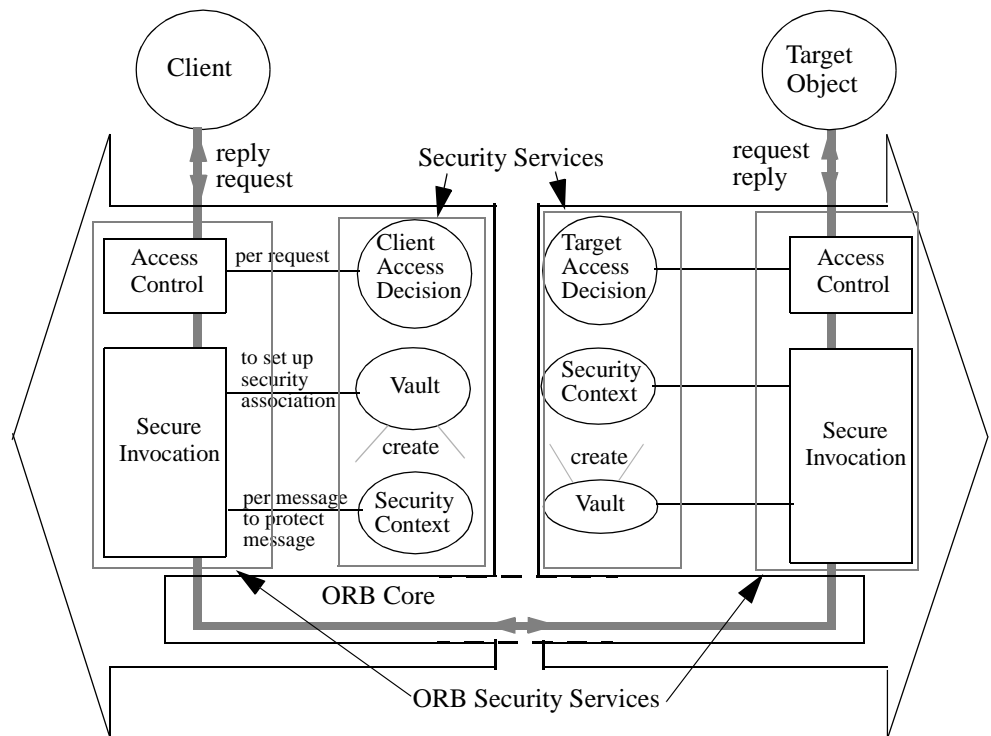 Client
Target
Object
reply
request
Security Services
request
reply
Access
Control
per request
Client
Access
Decision
Target
Access
Decision
Access
Control
to set up
security
association
Vault
Security
Context
Secure
Invocation
create
create
Secure
Invocation
per message
to protect
message
Security
Context
Vault
ORB Core
ORB Security Services